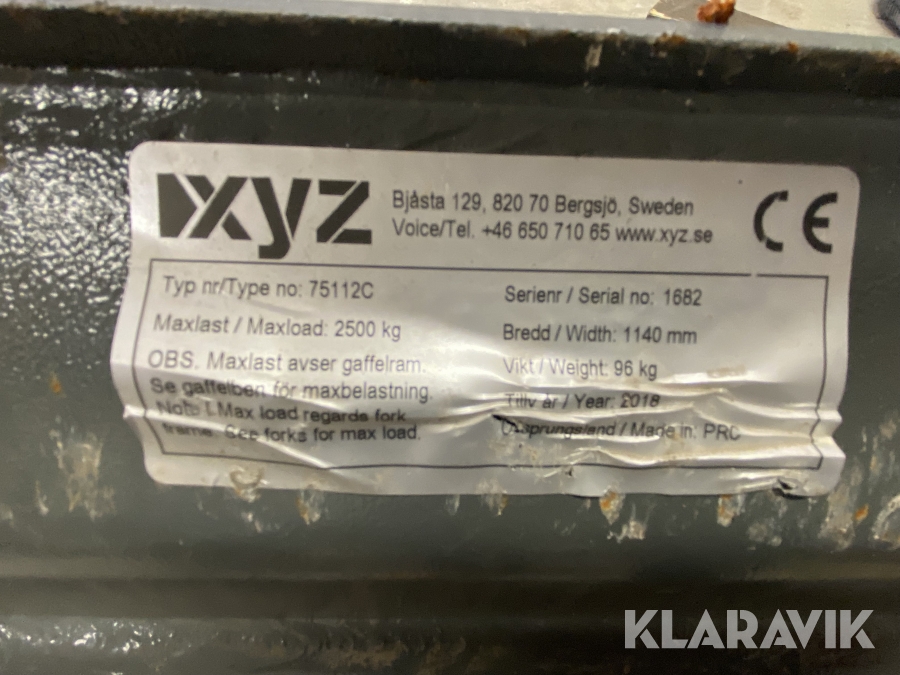 XYZ
Bjåsta 129, 820 70 Bergsjö, Sweden
Voice/Tel. +46 650 710 65 www.xyz.se
CE
Typ nr/Type no: 75112C
Serienr / Serial no: 1682
Maxlast / Maxload: 2500 kg
Bredd / Width: 1140 mm
OBS. Maxlast avser gaffelram.
Vikt / Weight: 96 kg
Se gaffelben för maxbelastning.
Tillv år / Year: 2018
Note ! Max load regards fork
frame. See forks for max load.
Ursprungsland / Made in: PRC
KLARAVIK